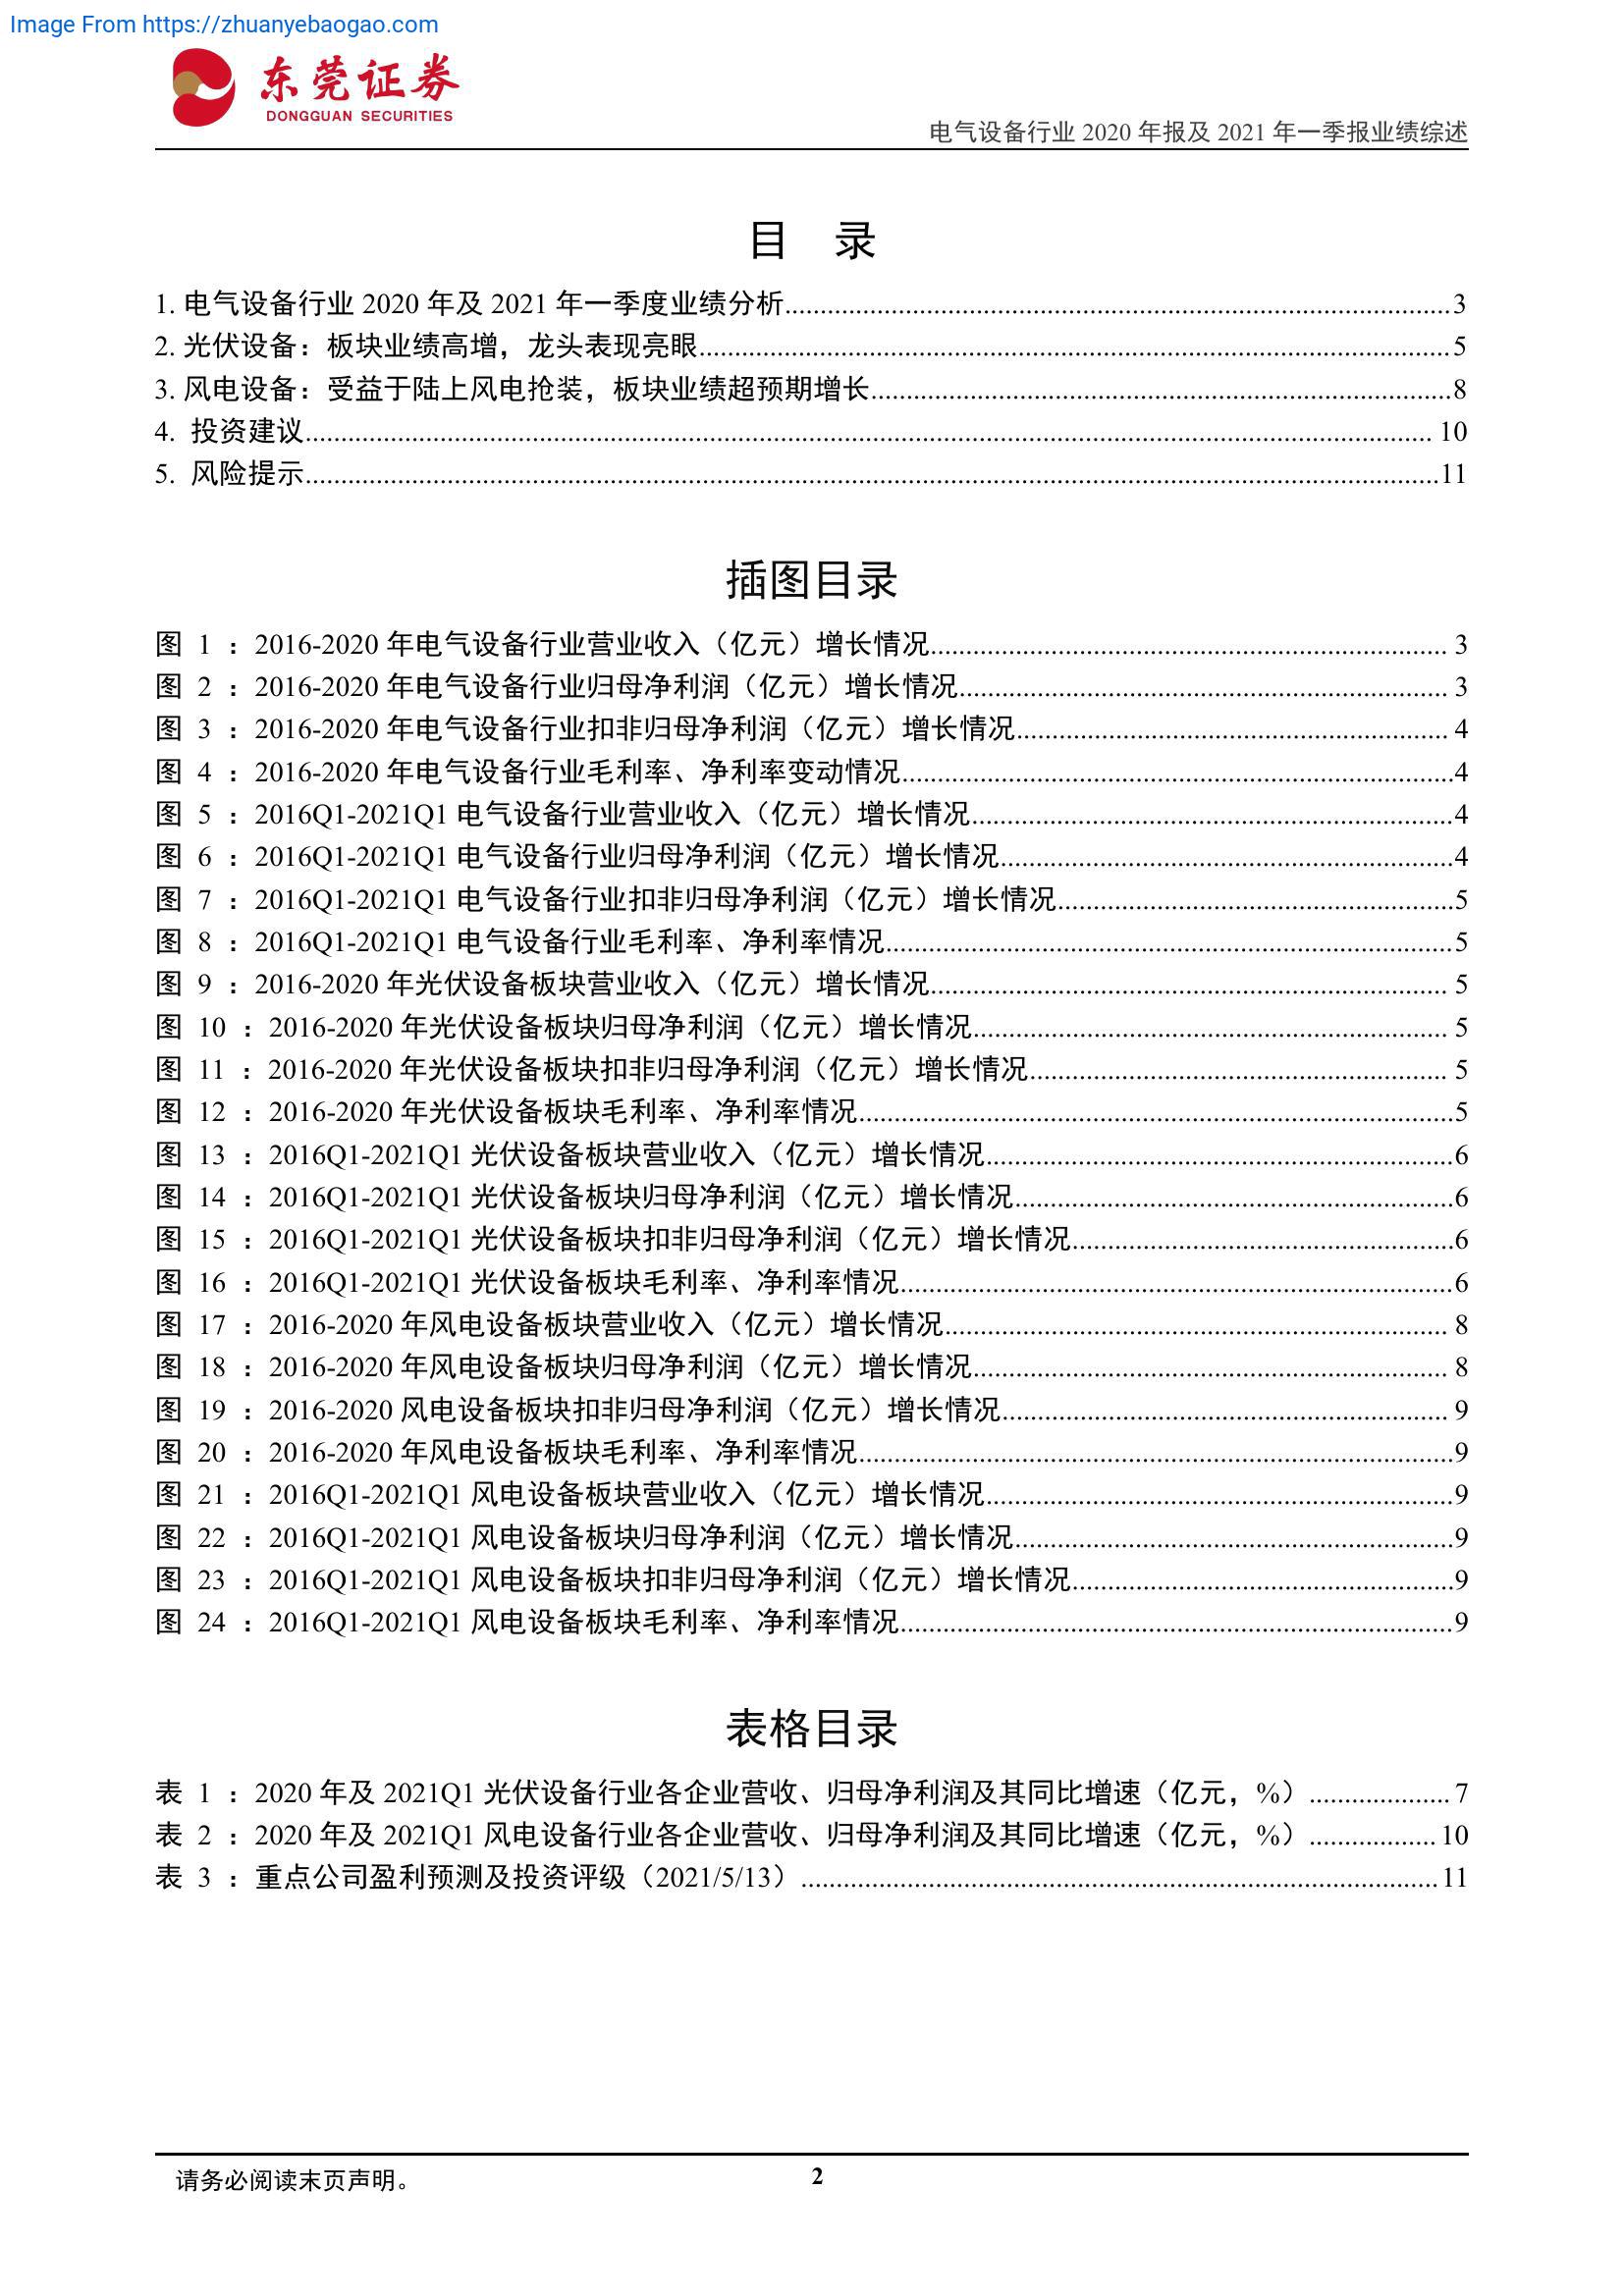 Image From https://zhuanyebaogao.com
东莞证券
DONGGUAN SECURITIES
电气设备行业 2020 年报及 2021 年一季报业绩综述
目 录
1. 电气设备行业 2020 年及 2021 年一季度业绩分析........................3
2. 光伏设备：板块业绩高增，龙头表现亮眼........................5
3. 风电设备：受益于陆上风电抢装，板块业绩超预期增长........................8
4. 投资建议........................10
5. 风险提示........................11
插图目录
图 1 ：2016-2020 年电气设备行业营业收入（亿元）增长情况........................3
图 2 ：2016-2020 年电气设备行业归母净利润（亿元）增长情况........................3
图 3 ：2016-2020 年电气设备行业扣非归母净利润（亿元）增长情况........................4
图 4 ：2016-2020 年电气设备行业毛利率、净利率变动情况........................4
图 5 ：2016Q1-2021Q1 电气设备行业营业收入（亿元）增长情况........................4
图 6 ：2016Q1-2021Q1 电气设备行业归母净利润（亿元）增长情况........................4
图 7 ：2016Q1-2021Q1 电气设备行业扣非归母净利润（亿元）增长情况........................5
图 8 ：2016Q1-2021Q1 电气设备行业毛利率、净利率情况........................5
图 9 ：2016-2020 年光伏设备板块营业收入（亿元）增长情况........................5
图 10 ：2016-2020 年光伏设备板块归母净利润（亿元）增长情况........................5
图 11 ：2016-2020 年光伏设备板块扣非归母净利润（亿元）增长情况........................5
图 12 ：2016-2020 年光伏设备板块毛利率、净利率情况........................5
图 13 ：2016Q1-2021Q1 光伏设备板块营业收入（亿元）增长情况........................6
图 14 ：2016Q1-2021Q1 光伏设备板块归母净利润（亿元）增长情况........................6
图 15 ：2016Q1-2021Q1 光伏设备板块扣非归母净利润（亿元）增长情况........................6
图 16 ：2016Q1-2021Q1 光伏设备板块毛利率、净利率情况........................6
图 17 ：2016-2020 年风电设备板块营业收入（亿元）增长情况........................8
图 18 ：2016-2020 年风电设备板块归母净利润（亿元）增长情况........................8
图 19 ：2016-2020 风电设备板块扣非归母净利润（亿元）增长情况........................9
图 20 ：2016-2020 年风电设备板块毛利率、净利率情况........................9
图 21 ：2016Q1-2021Q1 风电设备板块营业收入（亿元）增长情况........................9
图 22 ：2016Q1-2021Q1 风电设备板块归母净利润（亿元）增长情况........................9
图 23 ：2016Q1-2021Q1 风电设备板块扣非归母净利润（亿元）增长情况........................9
图 24 ：2016Q1-2021Q1 风电设备板块毛利率、净利率情况........................9
表格目录
表 1 ：2020 年及 2021Q1 光伏设备行业各企业营收、归母净利润及其同比增速（亿元，%）....................7
表 2 ：2020 年及 2021Q1 风电设备行业各企业营收、归母净利润及其同比增速（亿元，%）..................10
表 3 ：重点公司盈利预测及投资评级（2021/5/13）........................11
请务必阅读末页声明。
2